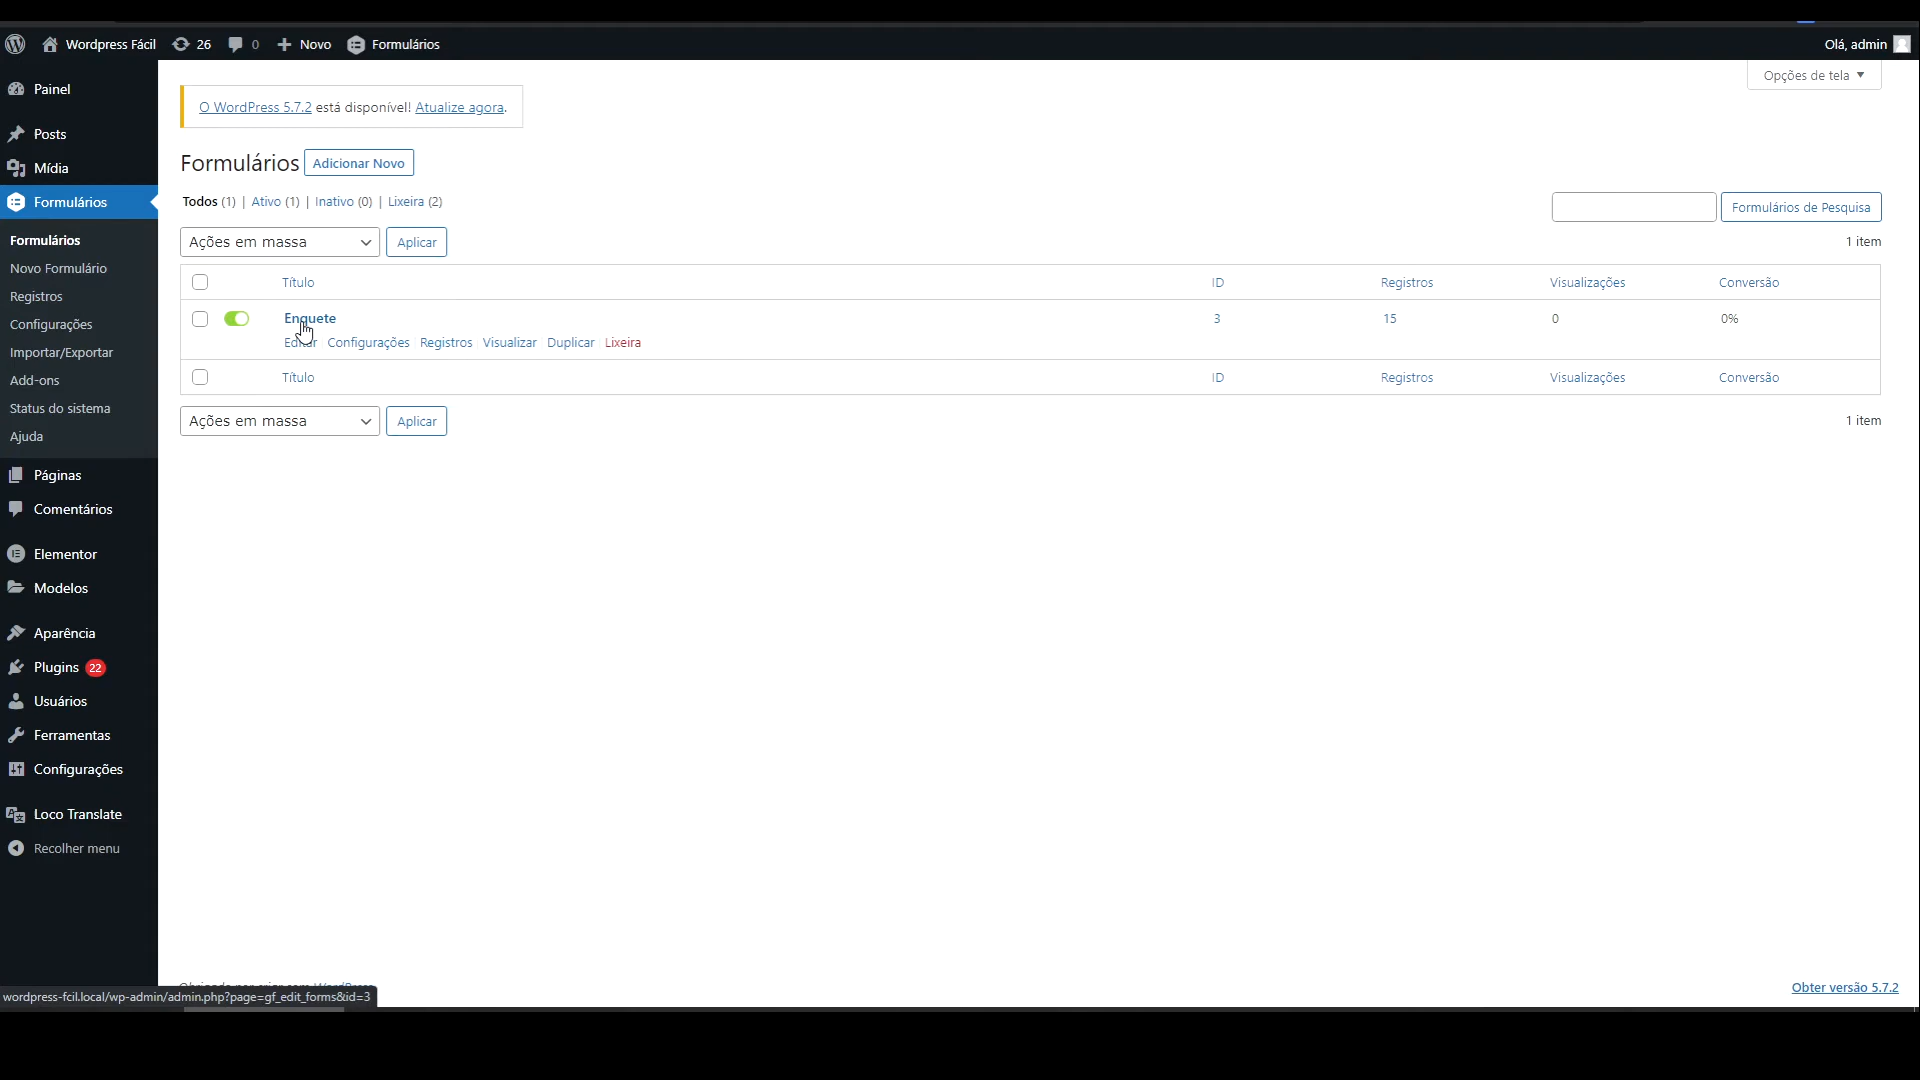 Wordpress Fácil 26 0 Novo Formulários Olá, admin
Opções de tela
Painel
Posts
Mídia
Formulários
Formulários
Novo Formulário
Registros
Configurações
Importar/Exportar
Add-ons
Status do sistema
Ajuda
Páginas
Comentários
Elementor
Modelos
Aparência
Plugins 22
Usuários
Ferramentas
Configurações
Loco Translate
Recolher menu
O WordPress 5.7.2 está disponível! Atualize agora.
Formulários Adicionar Novo
Todos (1) | Ativo (1) | Inativo (0) | Lixeira (2)
Formulários de Pesquisa
Ações em massa Aplicar 1 item
Título ID Registros Visualizações Conversão
Enquete 3 15 0 0%
Editar Configurações Registros Visualizar Duplicar Lixeira
Título ID Registros Visualizações Conversão
Ações em massa Aplicar 1 item
Obter versão 5.7.2
wordpress-fcil.local/wp-admin/admin.php?page=gf_edit_forms&id=3